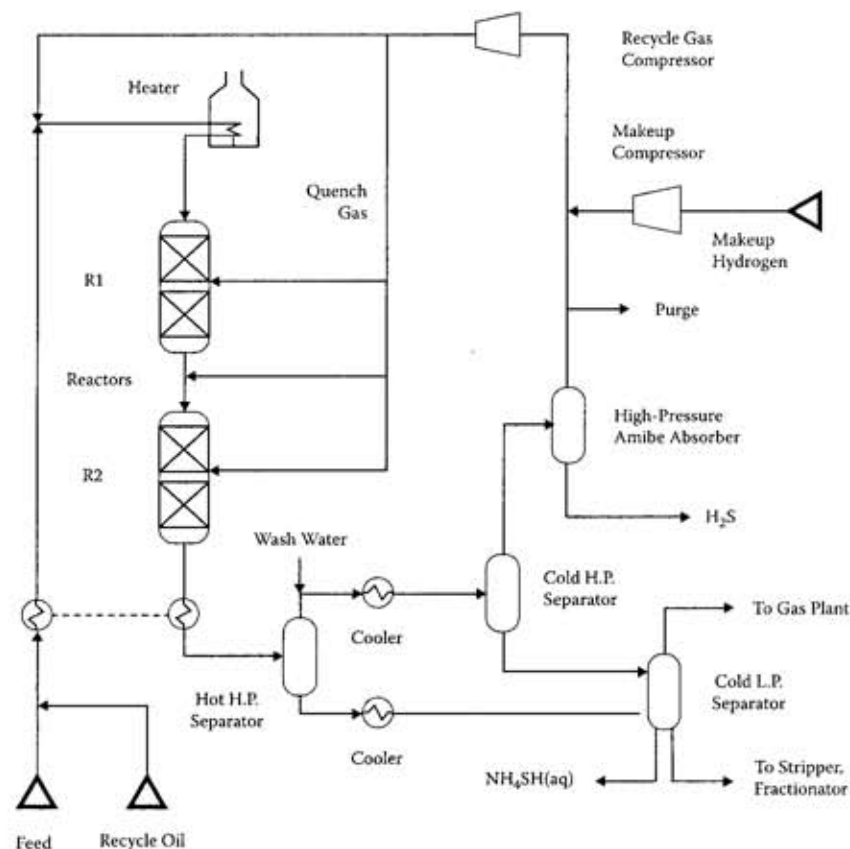 Recycle Gas
Compressor
Heater
Makeup
Compressor
Quench
Gas
Makeup
Hydrogen
R1
Purge
Reactors
High-Pressure
Amibe Absorber
R2
H₂S
Wash Water
Cold H.P.
Separator
To Gas Plant
Cooler
Hot H.P.
Separator
Cold L.P.
Separator
Cooler
NH₄SH(aq)
To Stripper,
Fractionator
Feed
Recycle Oil